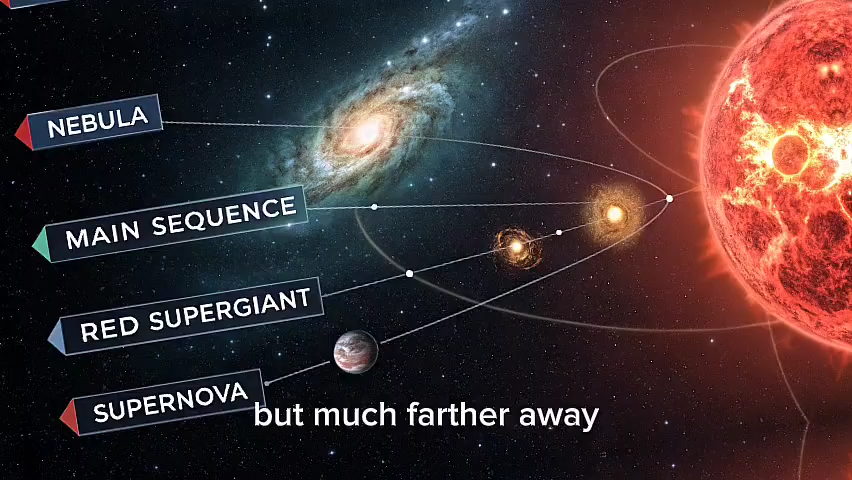 NEBULA
MAIN SEQUENCE
RED SUPERGIANT
SUPERNOVA
but much farther away